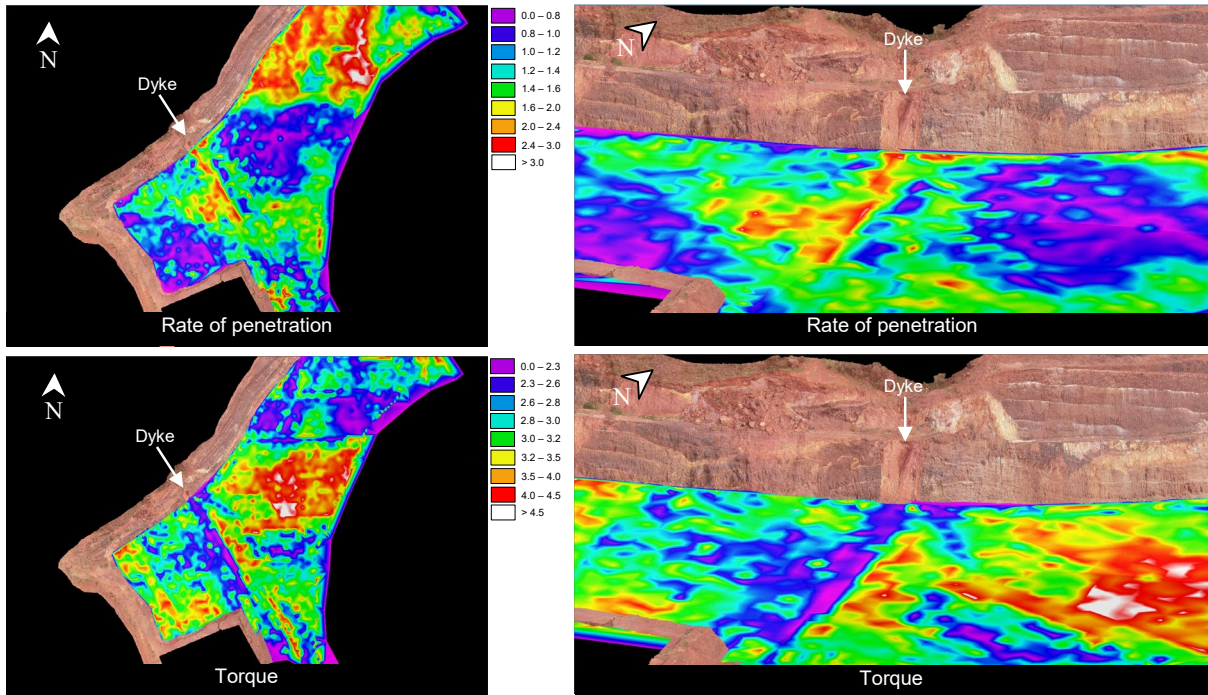 N
Dyke
Rate of penetration
0.0 – 0.8
0.8 – 1.0
1.0 – 1.2
1.2 – 1.4
1.4 – 1.6
1.6 – 2.0
2.0 – 2.4
2.4 – 3.0
> 3.0
N
Dyke
Rate of penetration
N
Dyke
Torque
0.0 – 2.3
2.3 – 2.6
2.6 – 2.8
2.8 – 3.0
3.0 – 3.2
3.2 – 3.5
3.5 – 4.0
4.0 – 4.5
> 4.5
N
Dyke
Torque